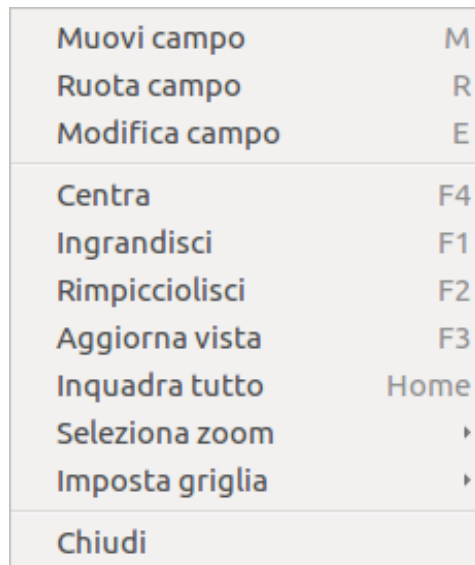 Muovi campo M
Ruota campo R
Modifica campo E
Centra F4
Ingrandisci F1
Rimpicciolisci F2
Aggiorna vista F3
Inquadra tutto Home
Seleziona zoom
Imposta griglia
Chiudi